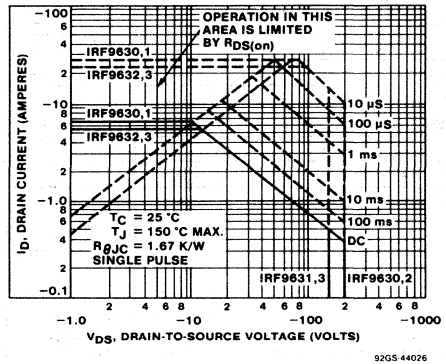 OPERATION IN THIS
AREA IS LIMITED
BY RDS(on)
IRF9630,1
IRF9632,3
IRF9630,1
IRF9632,3
ID, DRAIN CURRENT (AMPERES)
8
6
4
2
-10
8
6
4
2
-1.0
8
6
4
2
-0.1
10 µS
100 µS
1 ms
10 ms
100 ms
DC
TC = 25 °C
TJ = 150 °C MAX.
RθJC = 1.67 K/W
SINGLE PULSE
IRF9631,3
IRF9630,2
-1.0
2
4
6
8
-10
2
4
6
8
-100
2
4
6
8
-1000
VDS, DRAIN-TO-SOURCE VOLTAGE (VOLTS)
92GS-44026